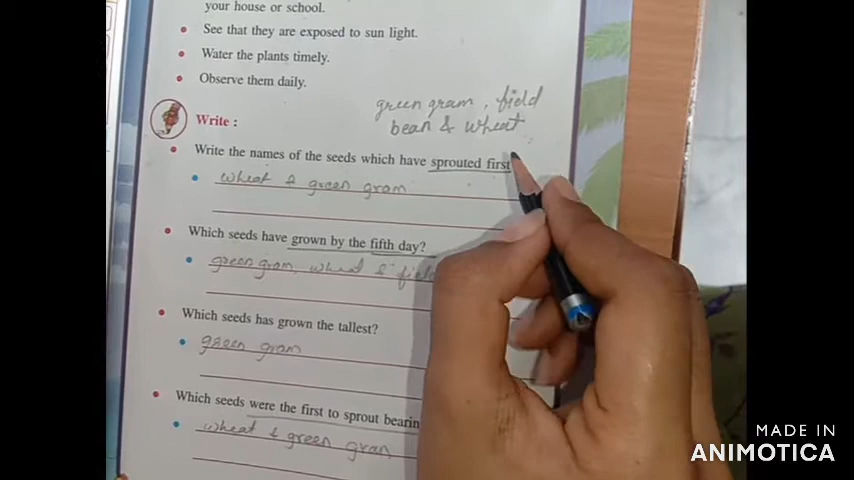 your house or school.
See that they are exposed to sun light.
Water the plants timely.
Observe them daily.
green gram, field
bean & wheat
Write :
Write the names of the seeds which have sprouted first
wheat & green gram
Which seeds have grown by the fifth day?
green gram, wheat & field
Which seeds has grown the tallest?
green gram
Which seeds were the first to sprout bearin
wheat & green gram
MADE IN
ANIMOTICA